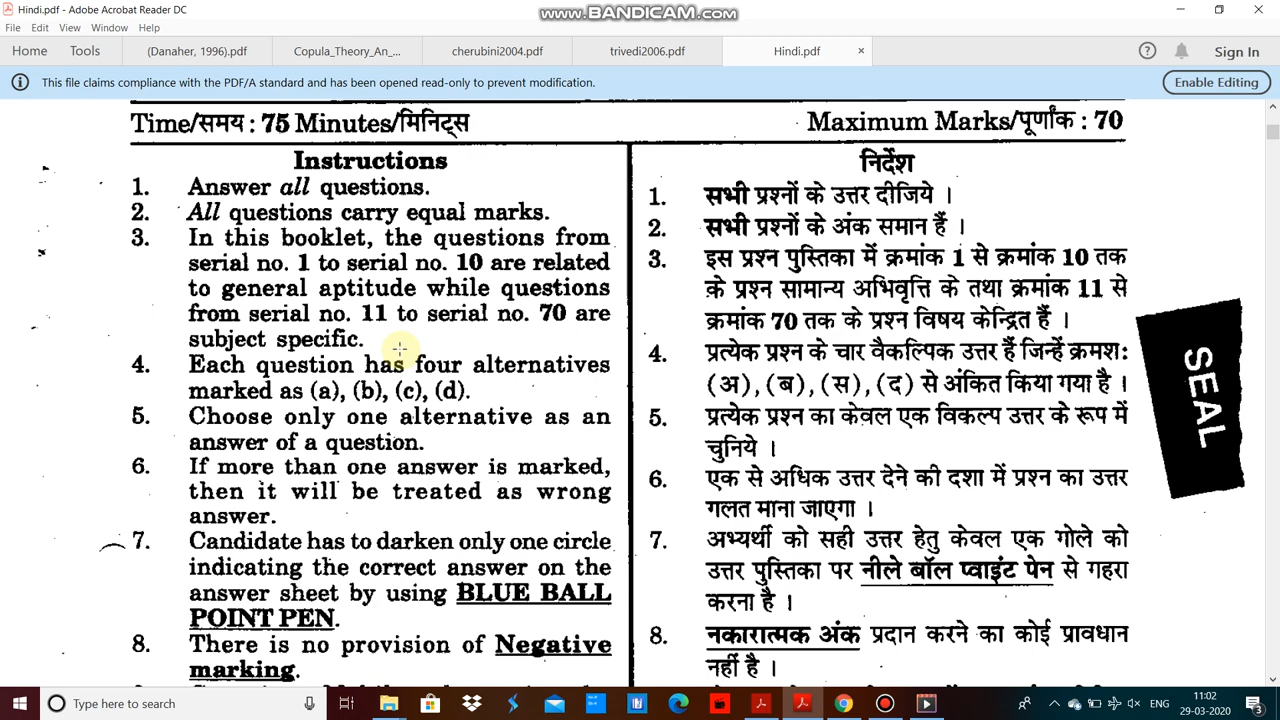 Hindi.pdf - Adobe Acrobat Reader DC
www.BANDICAM.com
File Edit View Window Help
Home Tools (Danaher, 1996).pdf Copula_Theory_An_... cherubini2004.pdf trivedi2006.pdf Hindi.pdf × Sign In
This file claims compliance with the PDF/A standard and has been opened read-only to prevent modification. Enable Editing
Time/समय : 75 Minutes/मिनिट्स Maximum Marks/पूर्णांक : 70
Instructions
1. Answer all questions.
2. All questions carry equal marks.
3. In this booklet, the questions from
serial no. 1 to serial no. 10 are related
to general aptitude while questions
from serial no. 11 to serial no. 70 are
subject specific.
4. Each question has four alternatives
marked as (a), (b), (c), (d).
5. Choose only one alternative as an
answer of a question.
6. If more than one answer is marked,
then it will be treated as wrong
answer.
7. Candidate has to darken only one circle
indicating the correct answer on the
answer sheet by using BLUE BALL
POINT PEN.
8. There is no provision of Negative
marking.
निर्देश
1. सभी प्रश्नों के उत्तर दीजिये ।
2. सभी प्रश्नों के अंक समान हैं ।
3. इस प्रश्न पुस्तिका में क्रमांक 1 से क्रमांक 10 तक
के प्रश्न सामान्य अभिवृत्ति के तथा क्रमांक 11 से
क्रमांक 70 तक के प्रश्न विषय केन्द्रित हैं ।
4. प्रत्येक प्रश्न के चार वैकल्पिक उत्तर हैं जिन्हें क्रमश:
(अ), (ब), (स), (द) से अंकित किया गया है ।
5. प्रत्येक प्रश्न का केवल एक विकल्प उत्तर के रूप में
चुनिये ।
6. एक से अधिक उत्तर देने की दशा में प्रश्न का उत्तर
गलत माना जाएगा ।
7. अभ्यर्थी को सही उत्तर हेतु केवल एक गोले को
उत्तर पुस्तिका पर नीले बॉल प्वाइंट पेन से गहरा
करना है ।
8. नकारात्मक अंक प्रदान करने का कोई प्रावधान
नहीं है ।
SEAL
Type here to search
ENG
11:02
29-03-2020
3